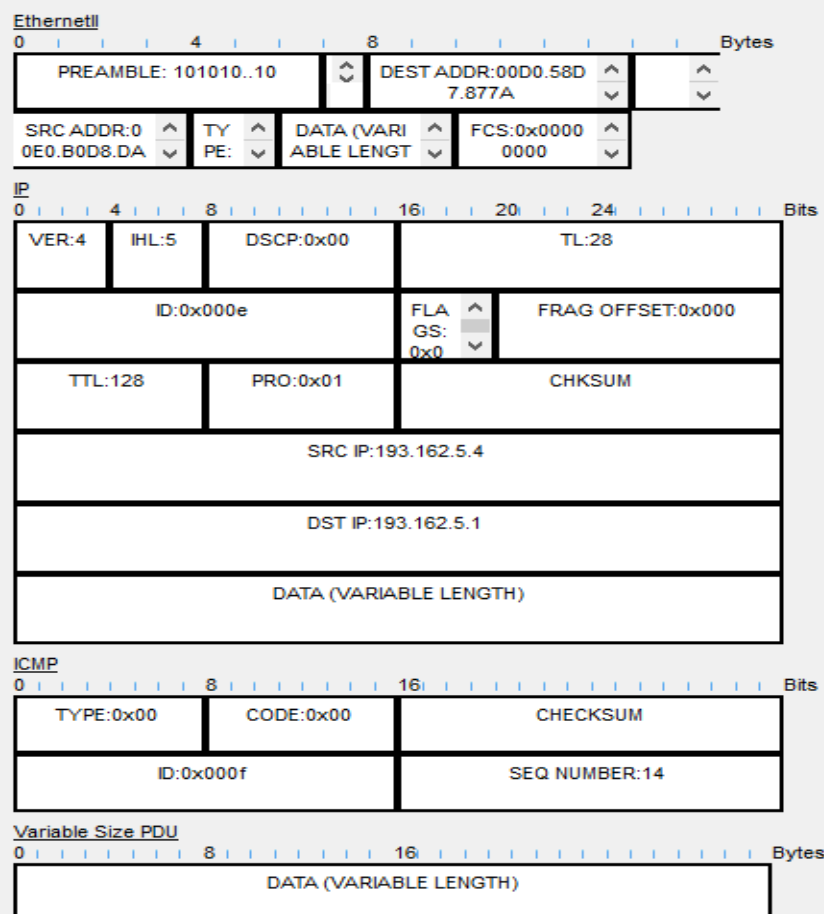 EthernetII
0 4 8 Bytes
PREAMBLE: 101010..10
DEST ADDR:00D0.58D
7.877A
SRC ADDR:0
0E0.B0D8.DA
TY
PE:
DATA (VARI
ABLE LENGT
FCS:0x0000
0000
IP
0 4 8 16 20 24 Bits
VER:4 IHL:5 DSCP:0x00 TL:28
ID:0x000e
FLA
GS:
0x0
FRAG OFFSET:0x000
TTL:128 PRO:0x01 CHKSUM
SRC IP:193.162.5.4
DST IP:193.162.5.1
DATA (VARIABLE LENGTH)
ICMP
0 8 16 Bits
TYPE:0x00 CODE:0x00 CHECKSUM
ID:0x000f SEQ NUMBER:14
Variable Size PDU
0 8 16 Bytes
DATA (VARIABLE LENGTH)